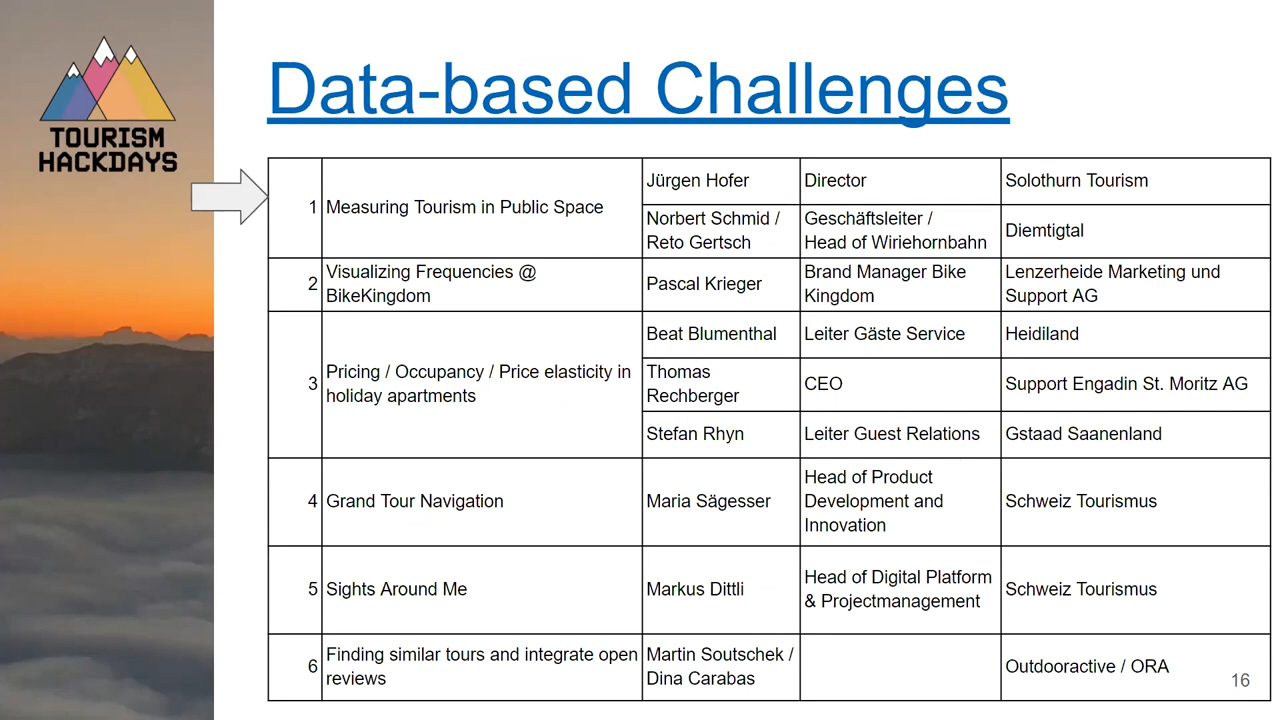 TOURISM
HACKDAYS
Data-based Challenges
1
Measuring Tourism in Public Space
Jürgen Hofer
Director
Solothurn Tourism
Norbert Schmid /
Reto Gertsch
Geschäftsleiter /
Head of Wiriehornbahn
Diemtigtal
2
Visualizing Frequencies @
BikeKingdom
Pascal Krieger
Brand Manager Bike
Kingdom
Lenzerheide Marketing und
Support AG
3
Pricing / Occupancy / Price elasticity in
holiday apartments
Beat Blumenthal
Leiter Gäste Service
Heidiland
Thomas
Rechberger
CEO
Support Engadin St. Moritz AG
Stefan Rhyn
Leiter Guest Relations
Gstaad Saanenland
4
Grand Tour Navigation
Maria Sägesser
Head of Product
Development and
Innovation
Schweiz Tourismus
5
Sights Around Me
Markus Dittli
Head of Digital Platform
& Projectmanagement
Schweiz Tourismus
6
Finding similar tours and integrate open
reviews
Martin Soutschek /
Dina Carabas
Outdooractive / ORA
16